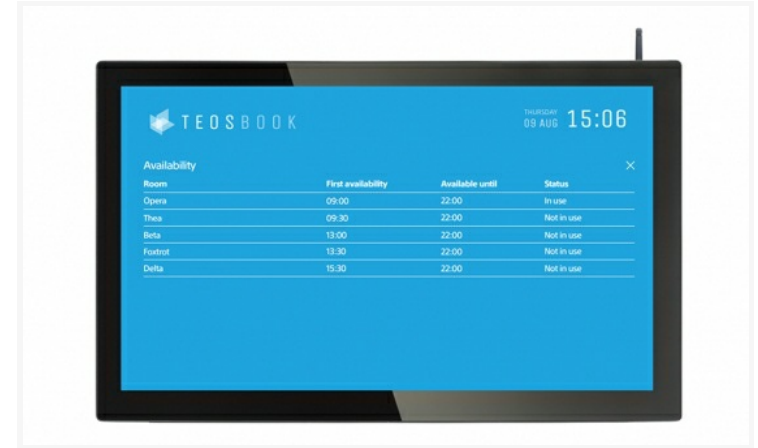 TEOSBOOK
THURSDAY
09 AUG 15:06
Availability
Room First availability Available until Status
Opera 09:00 22:00 In use
Thea 09:30 22:00 Not in use
Beta 13:00 22:00 Not in use
Foxtrot 13:30 22:00 Not in use
Delta 15:30 22:00 Not in use